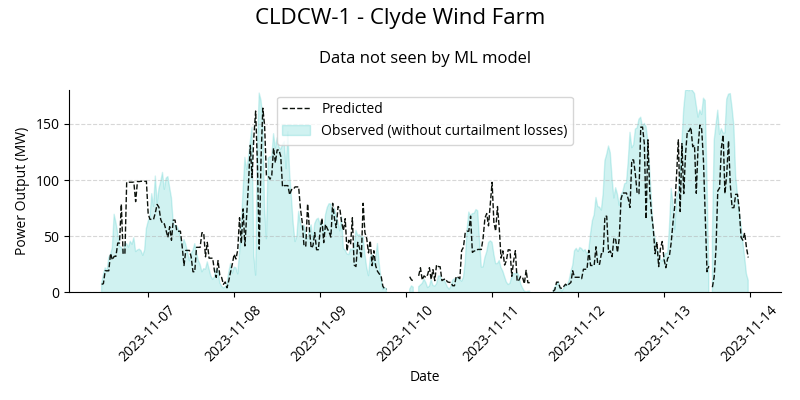 CLDCW-1 - Clyde Wind Farm
Data not seen by ML model
Predicted
Observed (without curtailment losses)
Power Output (MW)
150
100
50
0
2023-11-07
2023-11-08
2023-11-09
2023-11-10
2023-11-11
2023-11-12
2023-11-13
2023-11-14
Date